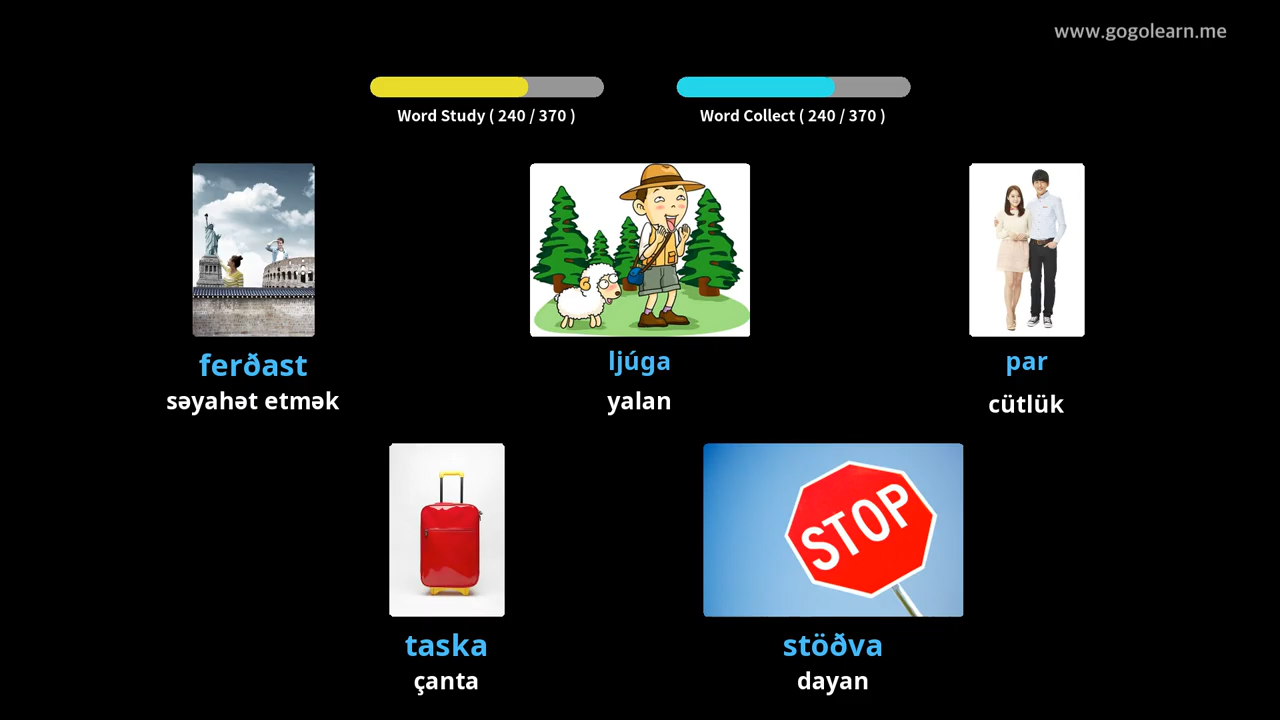 www.gogolearn.me
Word Study ( 240 / 370 )
Word Collect ( 240 / 370 )
ferðast
səyahət etmək
ljúga
yalan
par
cütlük
taska
çanta
STOP
stöðva
dayan